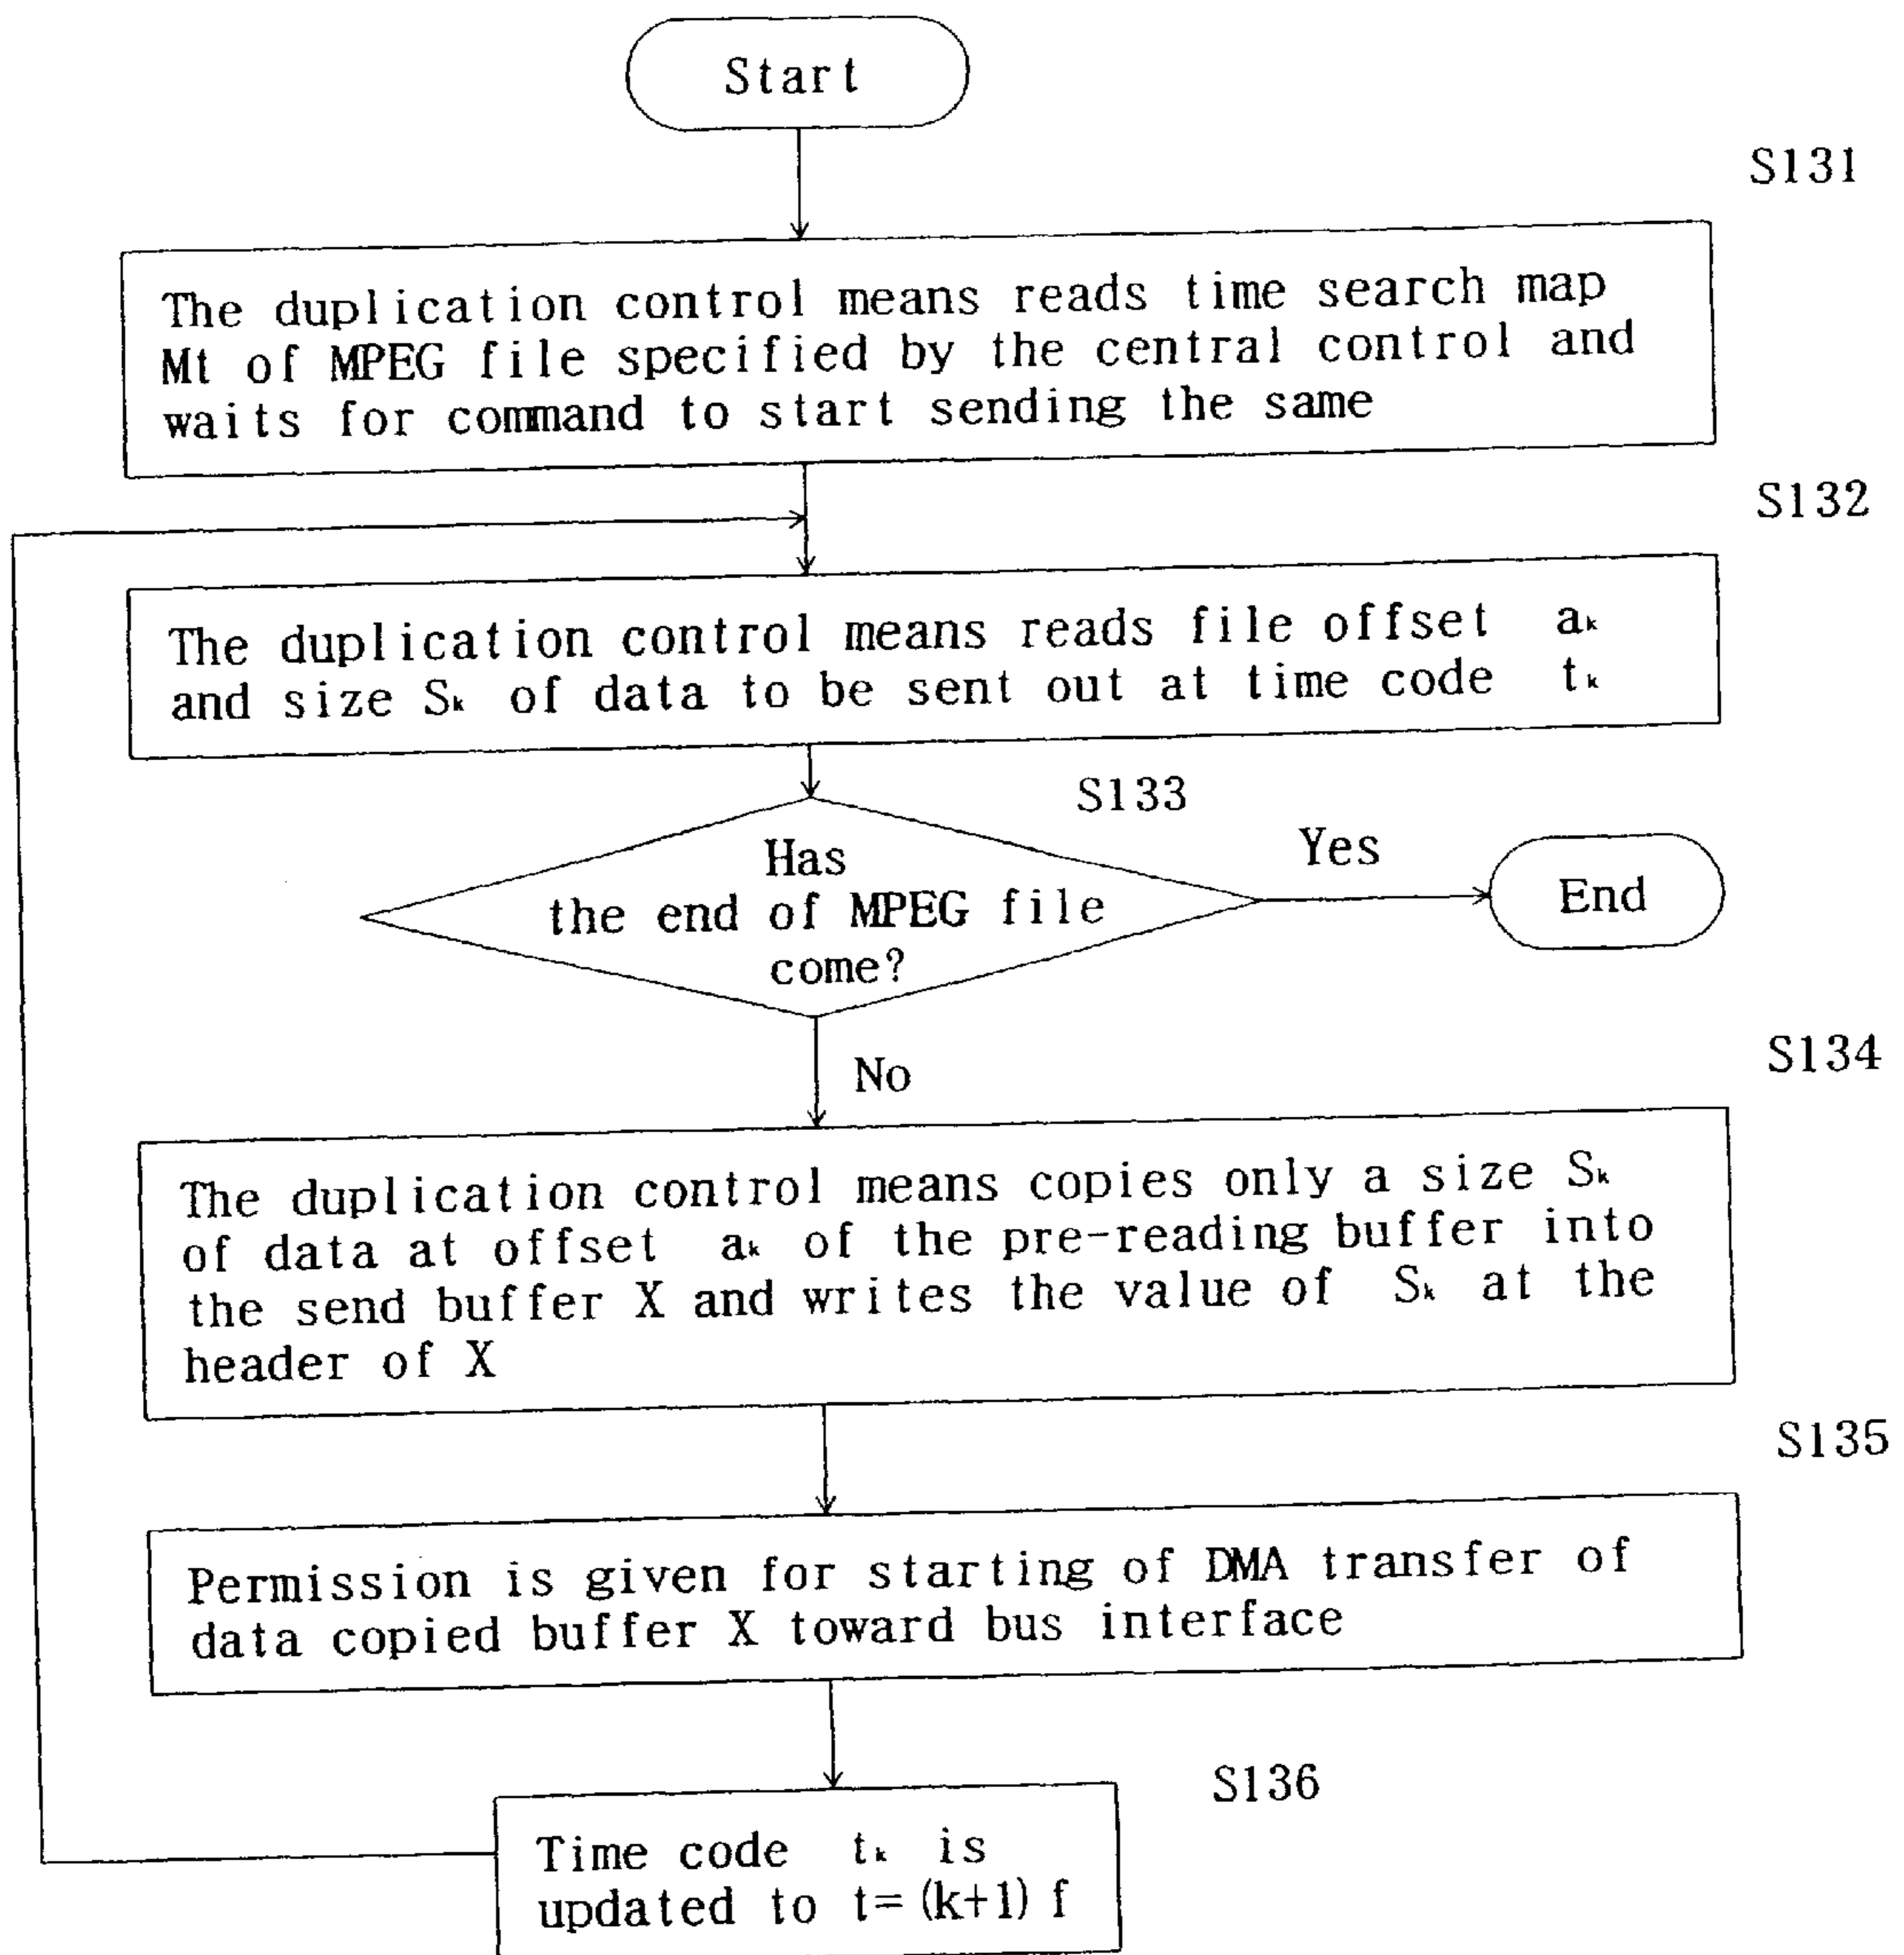 Start
S131
The duplication control means reads time search map
Mt of MPEG file specified by the central control and
waits for command to start sending the same
S132
The duplication control means reads file offset ak
and size Sk of data to be sent out at time code tk
S133
Has
the end of MPEG file
come?
Yes
End
No
S134
The duplication control means copies only a size Sk
of data at offset ak of the pre-reading buffer into
the send buffer X and writes the value of Sk at the
header of X
S135
Permission is given for starting of DMA transfer of
data copied buffer X toward bus interface
S136
Time code tk is
updated to t=(k+1) f